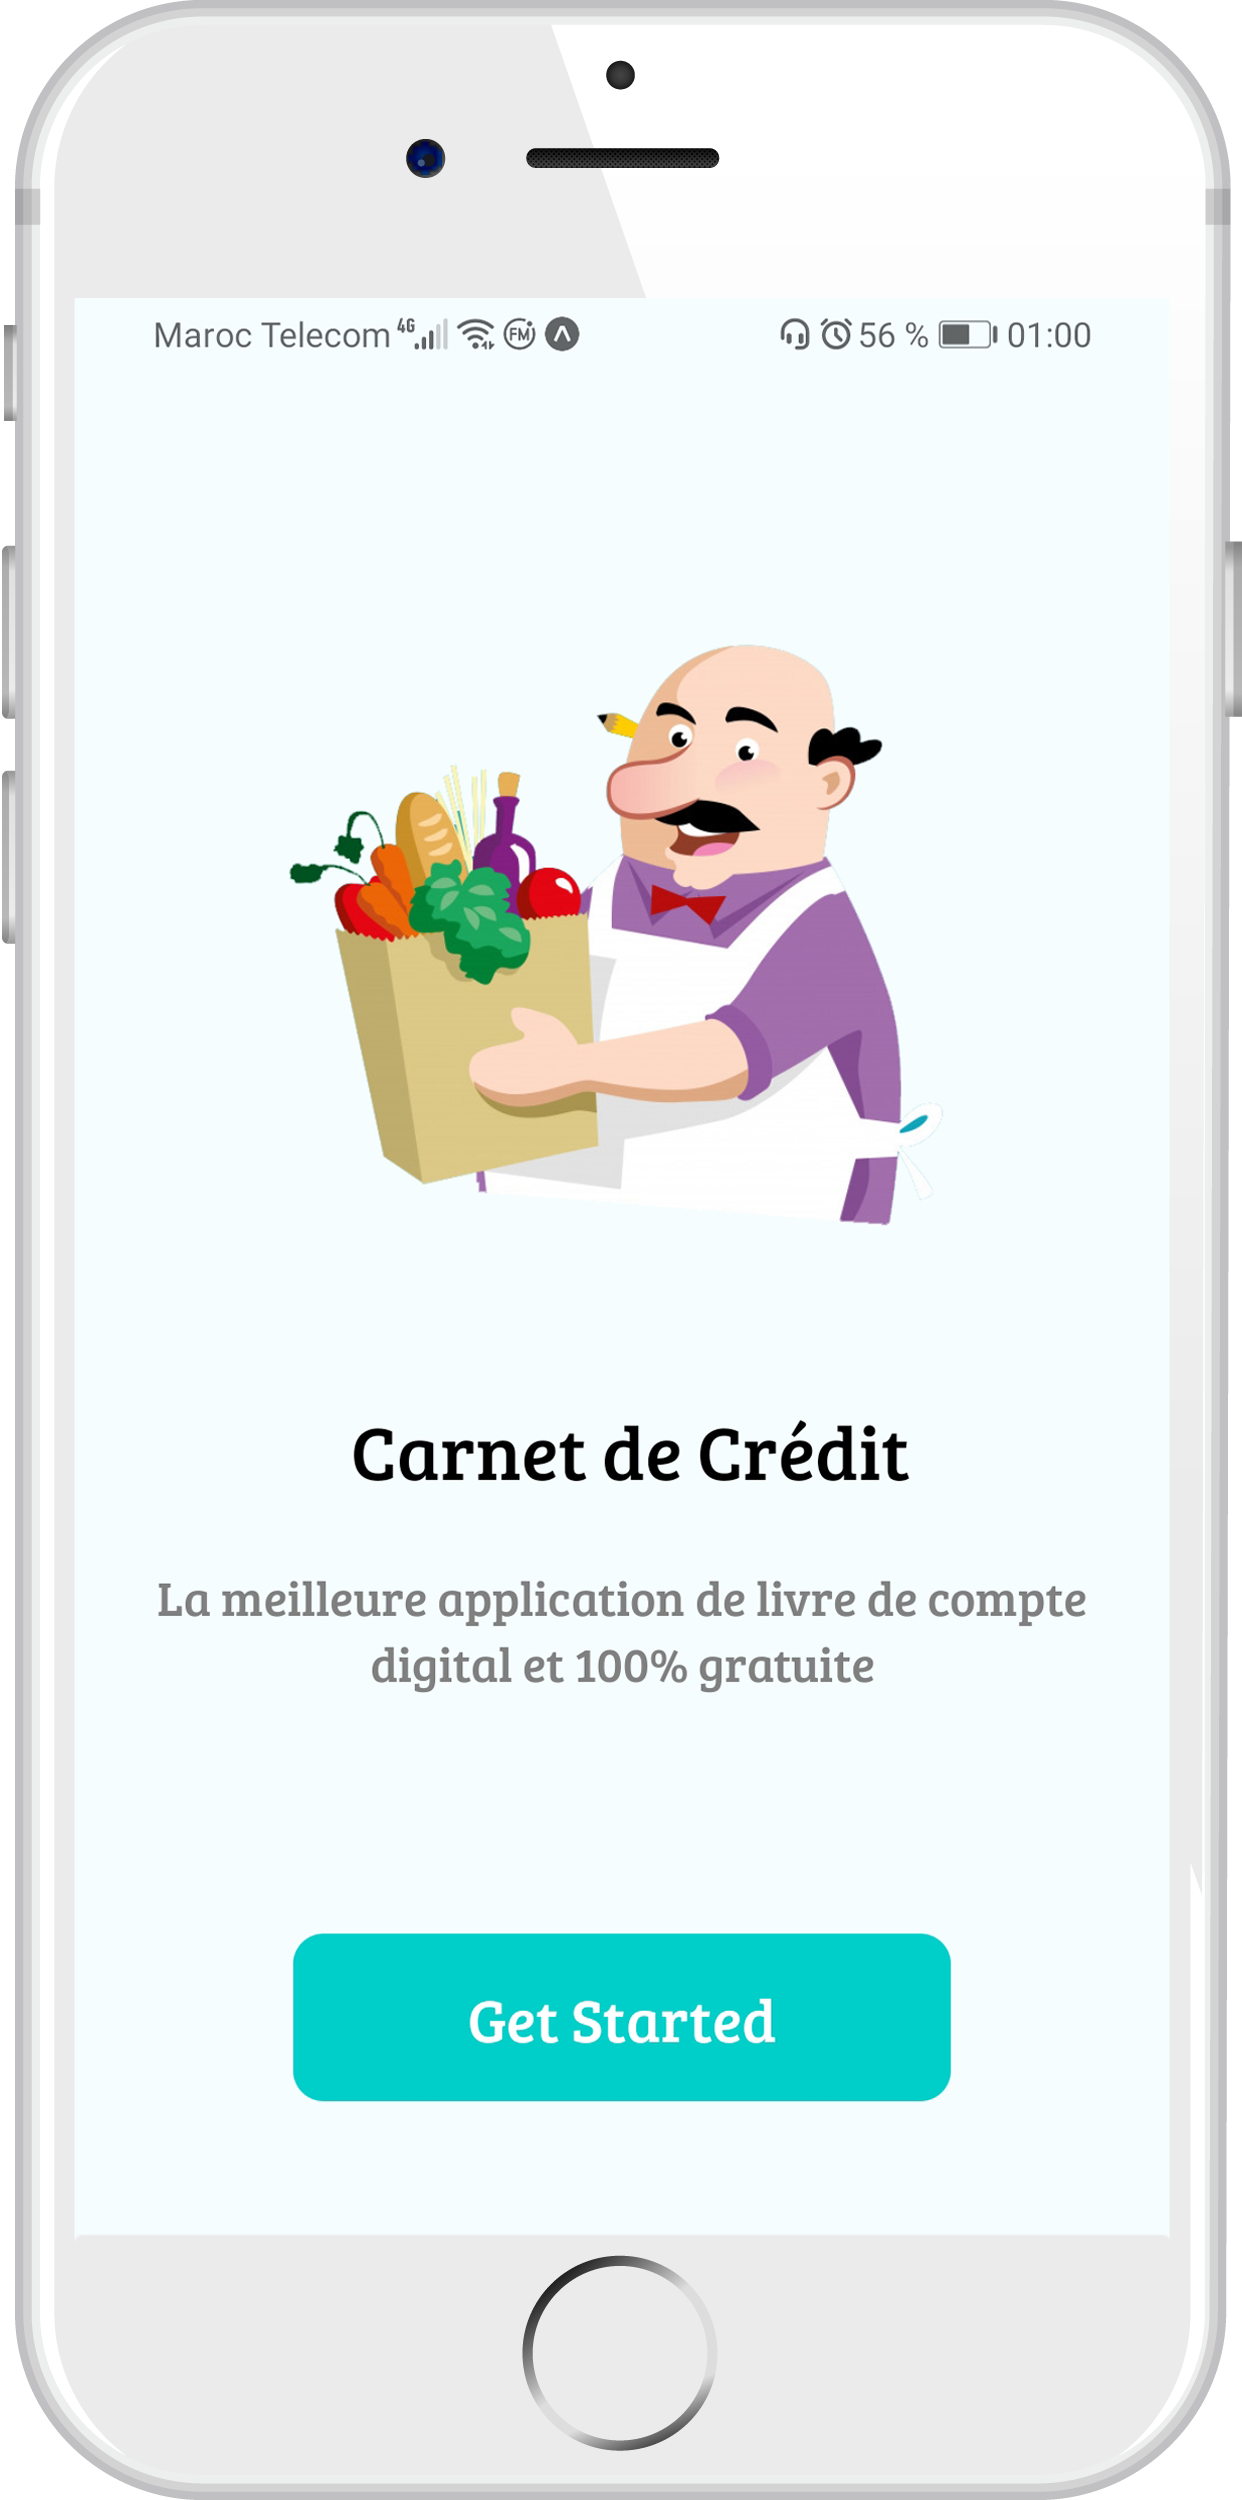 Maroc Telecom 4G FM 56 % 01:00
Carnet de Crédit
La meilleure application de livre de compte
digital et 100% gratuite
Get Started